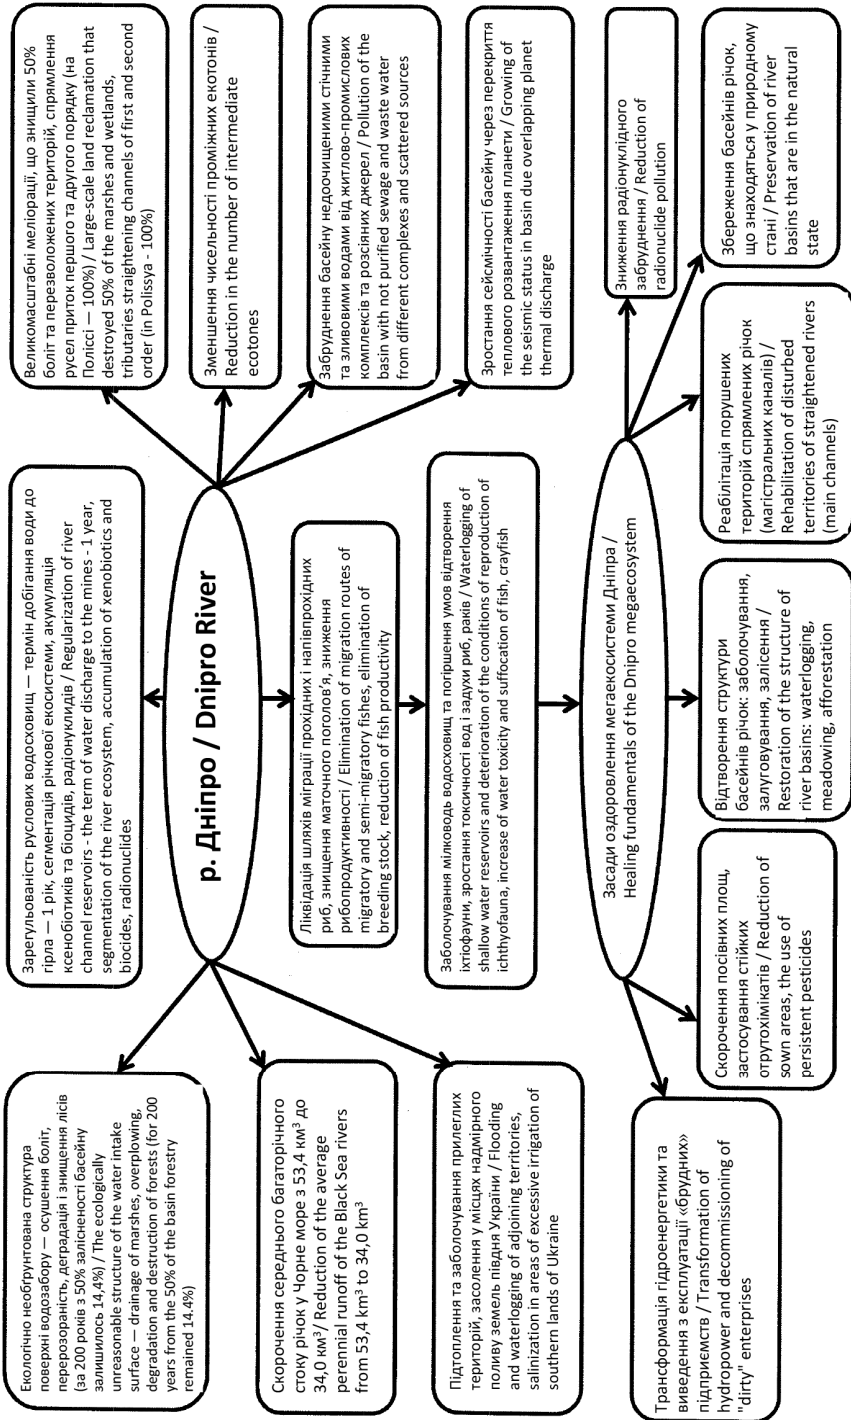 Екологічно необґрунтована структура
поверхні водозабору — осушення боліт,
перерозораність, деградація і знищення лісів
(за 200 років з 50% залісненості басейну
залишилось 14,4%) / The ecologically
unreasonable structure of the water intake
surface — drainage of marshes, overplowing,
degradation and destruction of forests (for 200
years from the 50% of the basin forestry
remained 14.4%)
Зарегульованість руслових водосховищ — термін добігання води до
гірла — 1 рік, сегментація річкової екосистеми, акумуляція
ксенобіотиків та біоцидів, радіонуклидів / Regularization of river
channel reservoirs - the term of water discharge to the mines - 1 year,
segmentation of the river ecosystem, accumulation of xenobiotics and
biocides, radionuclides
Великомасштабні меліорації, що знищили 50%
боліт та перезволожених територій, спрямлення
русел приток першого та другого порядку (на
Поліссі — 100%) / Large-scale land reclamation that
destroyed 50% of the marshes and wetlands,
tributaries straightening channels of first and second
order (in Polissya - 100%)
р. Дніпро / Dnipro River
Зменшення чисельності проміжних екотонів /
Reduction in the number of intermediate
ecotones
Скорочення середнього багаторічного
стоку річок у Чорне море з 53,4 км³ до
34,0 км³/ Reduction of the average
perennial runoff of the Black Sea rivers
from 53,4 км³ to 34,0 км³
Ліквідація шляхів міграції прохідних і напівпрохідних
риб, знищення маточного поголов’я, зниження
рибопродуктивності / Elimination of migration routes of
migratory and semi-migratory fishes, elimination of
breeding stock, reduction of fish productivity
Забруднення басейну недоочищеними стічними
та зливовими водами від житлово-промислових
комплексів та розсіяних джерел / Pollution of the
basin with not purified sewage and waste water
from different complexes and scattered sources
Підтоплення та заболочування прилеглих
територій, засолення у місцях надмірного
поливу земель півдня України / Flooding
and waterlogging of adjoining territories,
salinization in areas of excessive irrigation of
southern lands of Ukraine
Заболочування мілководь водосховищ та погіршення умов відтворення
іхтіофауни, зростання токсичності вод і задухи риб, раків / Waterlogging of
shallow water reservoirs and deterioration of the conditions of reproduction of
ichthyofauna, increase of water toxicity and suffocation of fish, crayfish
Зростання сейсмічності басейну через перекриття
теплового розвантаження планети / Growing of
the seismic status in basin due overlapping planet
thermal discharge
Засади оздоровлення мегаекосистеми Дніпра /
Healing fundamentals of the Dnipro megaecosystem
Трансформація гідроенергетики та
виведення з експлуатації «брудних»
підприємств / Transformation of
hydropower and decommissioning of
"dirty" enterprises
Скорочення посівних площ,
застосування стійких
отрутохімікатів / Reduction of
sown areas, the use of
persistent pesticides
Відтворення структури
басейнів річок: заболочування,
залуговування, залісення /
Restoration of the structure of
river basins: waterlogging,
meadowing, afforestation
Реабілітація порушених
територій спрямлених річок
(магістральних каналів) /
Rehabilitation of disturbed
territories of straightened rivers
(main channels)
Зниження радіонуклідного
забруднення / Reduction of
radionuclide pollution
Збереження басейнів річок,
що знаходяться у природному
стані / Preservation of river
basins that are in the natural
state